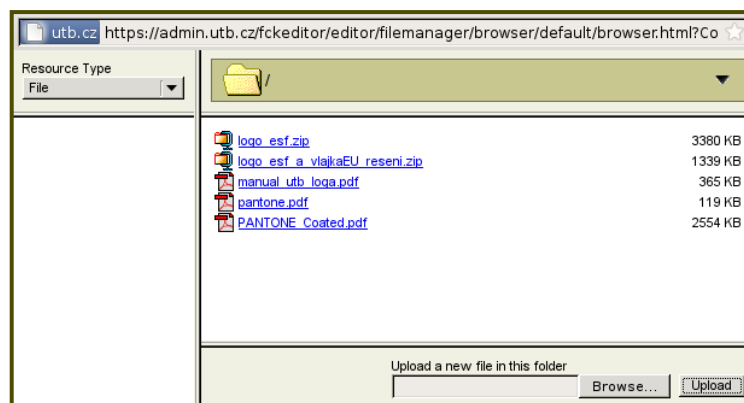 utb.cz https://admin.utb.cz/fckeditor/editor/filemanager/browser/default/browser.html?Co
Resource Type
File
/
logo_esf.zip 3380 KB
logo_esf_a_vlajkaEU_reseni.zip 1339 KB
manual_utb_loga.pdf 365 KB
pantone.pdf 119 KB
PANTONE_Coated.pdf 2554 KB
Upload a new file in this folder
Browse... Upload